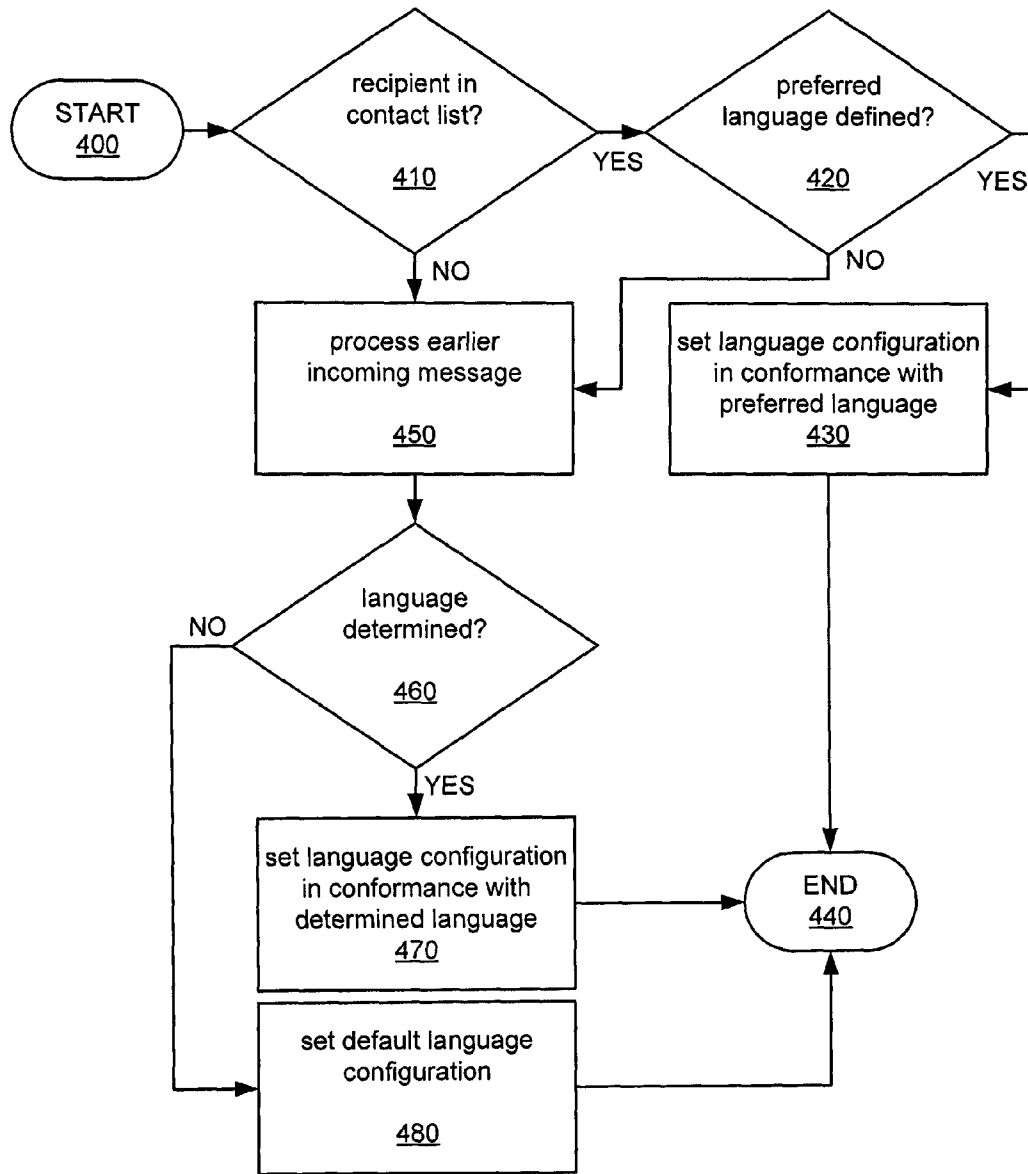 START
400
recipient in
contact list?
410
YES
preferred
language defined?
420
YES
NO
NO
process earlier
incoming message
450
set language configuration
in conformance with
preferred language
430
language
determined?
460
NO
YES
set language configuration
in conformance with
determined language
470
END
440
set default language
configuration
480